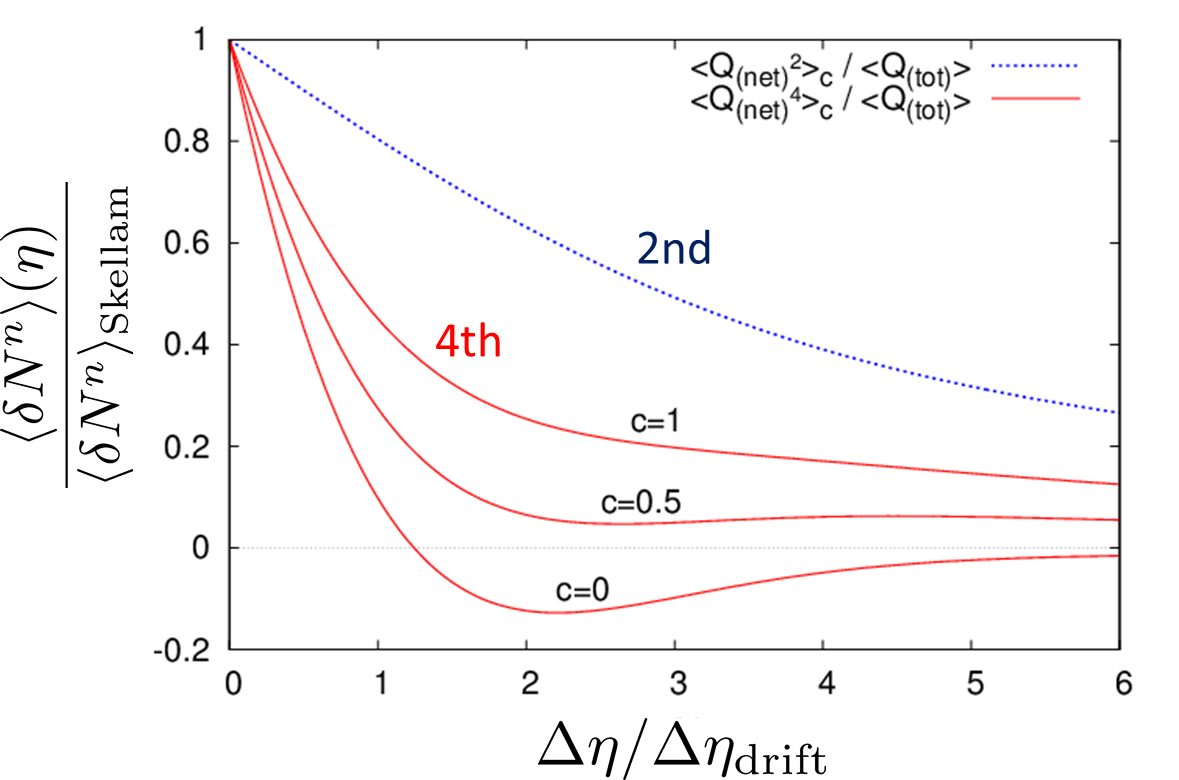 ⟨δNⁿ⟩(η)
⟨δNⁿ⟩Skellam
1
0.8
0.6
0.4
0.2
0
-0.2
<Q(net)²>c / <Q(tot)>
<Q(net)⁴>c / <Q(tot)>
2nd
4th
c=1
c=0.5
c=0
0 1 2 3 4 5 6
Δη/Δηdrift